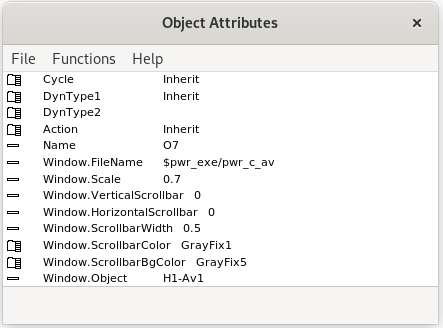 Object Attributes
File Functions Help
Cycle Inherit
DynType1 Inherit
DynType2
Action Inherit
Name O7
Window.FileName $pwr_exe/pwr_c_av
Window.Scale 0.7
Window.VerticalScrollbar 0
Window.HorizontalScrollbar 0
Window.ScrollbarWidth 0.5
Window.ScrollbarColor GrayFix1
Window.ScrollbarBgColor GrayFix5
Window.Object H1-Av1